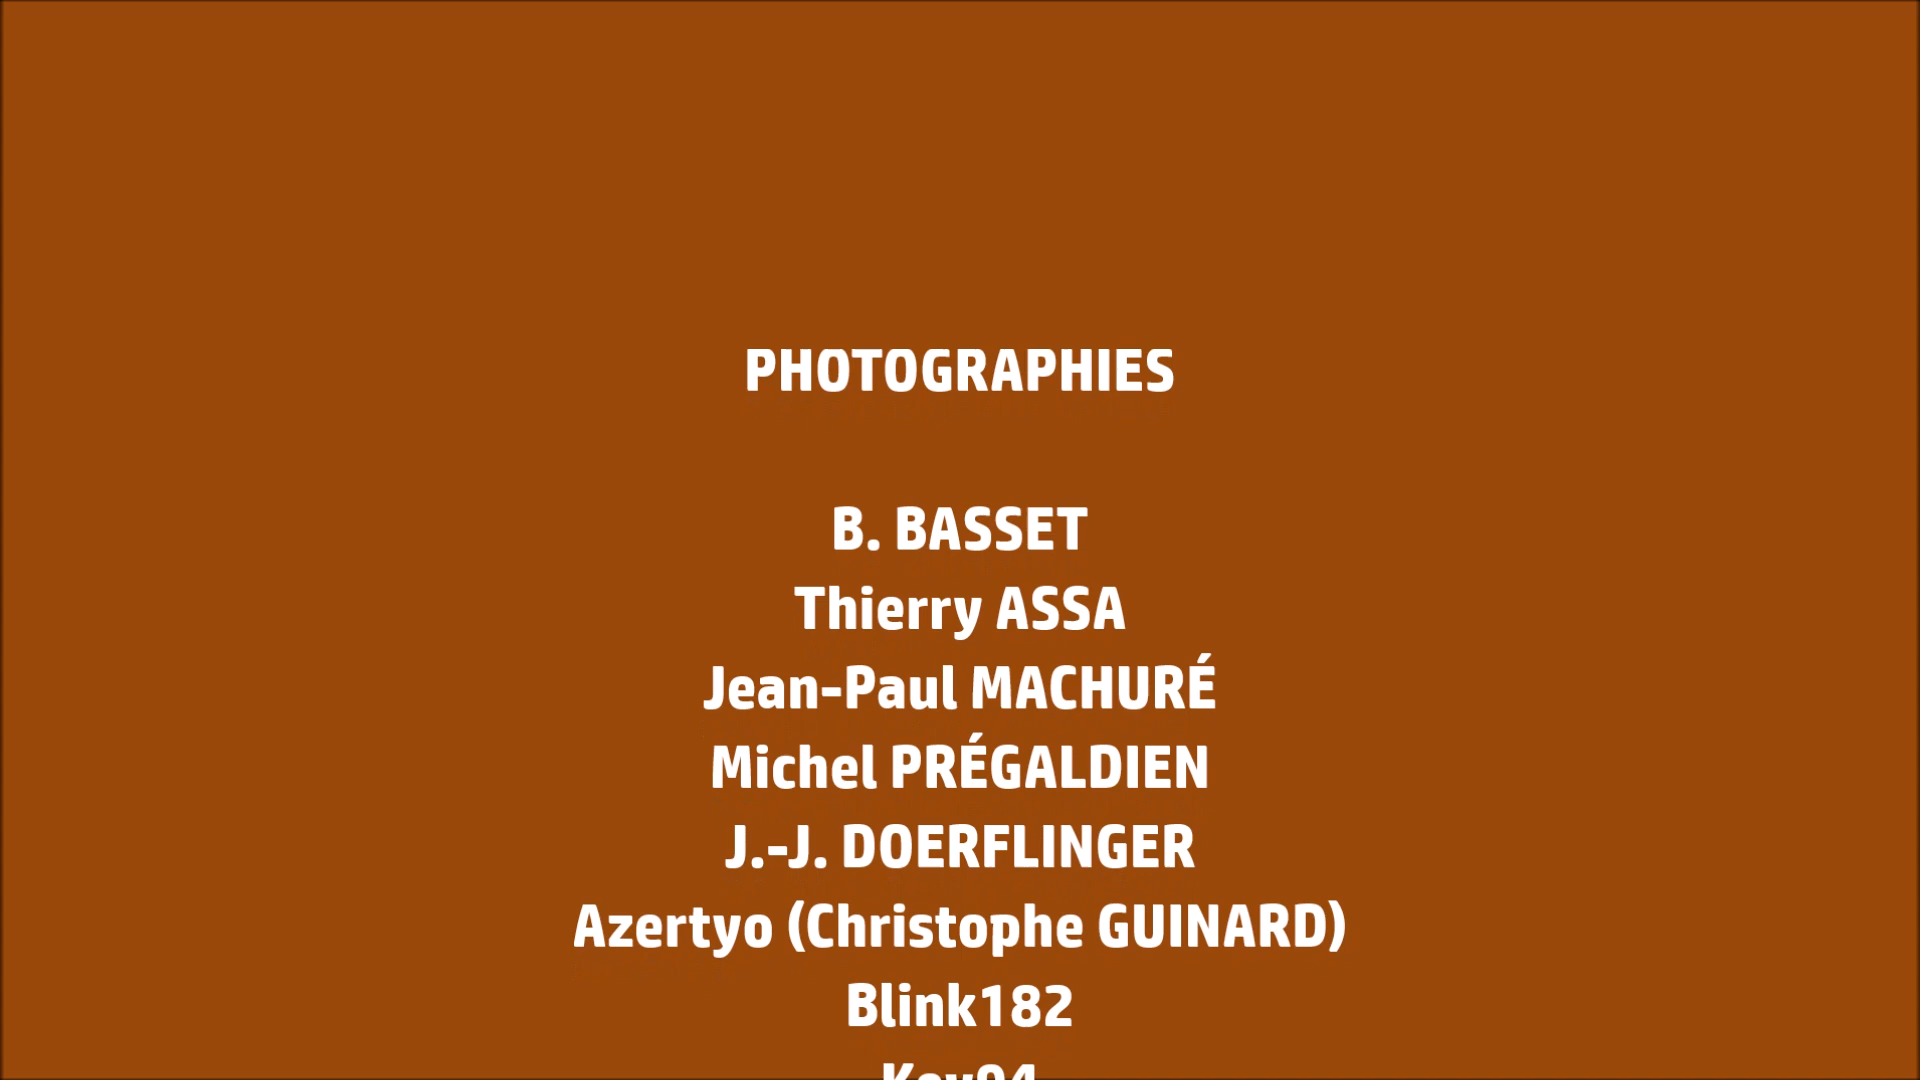 PHOTOGRAPHIES
B. BASSET
Thierry ASSA
Jean-Paul MACHURÉ
Michel PRÉGALDIEN
J.-J. DOERFLINGER
Azertyo (Christophe GUINARD)
Blink182